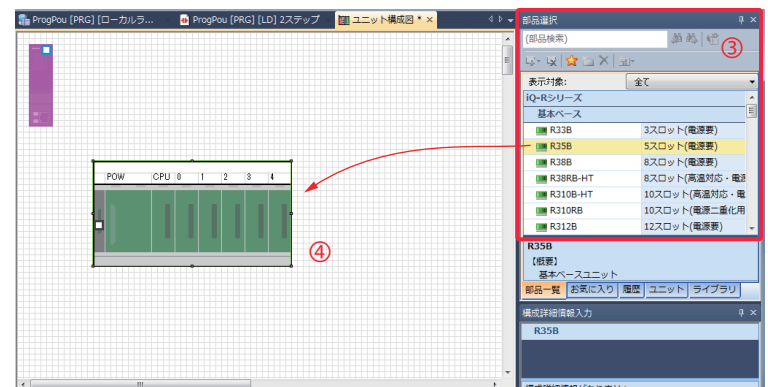 ProgPou [PRG] [ローカルラ...
ProgPou [PRG] [LD] 2ステップ
ユニット構成図 *
部品選択
(部品検索)
③
表示対象:
全て
iQ-Rシリーズ
基本ベース
R33B 3スロット(電源要)
R35B 5スロット(電源要)
R38B 8スロット(電源要)
R38RB-HT 8スロット(高温対応・電源
R310B-HT 10スロット(高温対応・電
R310RB 10スロット(電源二重化用
R312B 12スロット(電源要)
POW CPU 0 1 2 3 4
④
R35B
【概要】
基本ベースユニット
部品一覧 お気に入り 履歴 ユニット ライブラリ
構成詳細情報入力
R35B